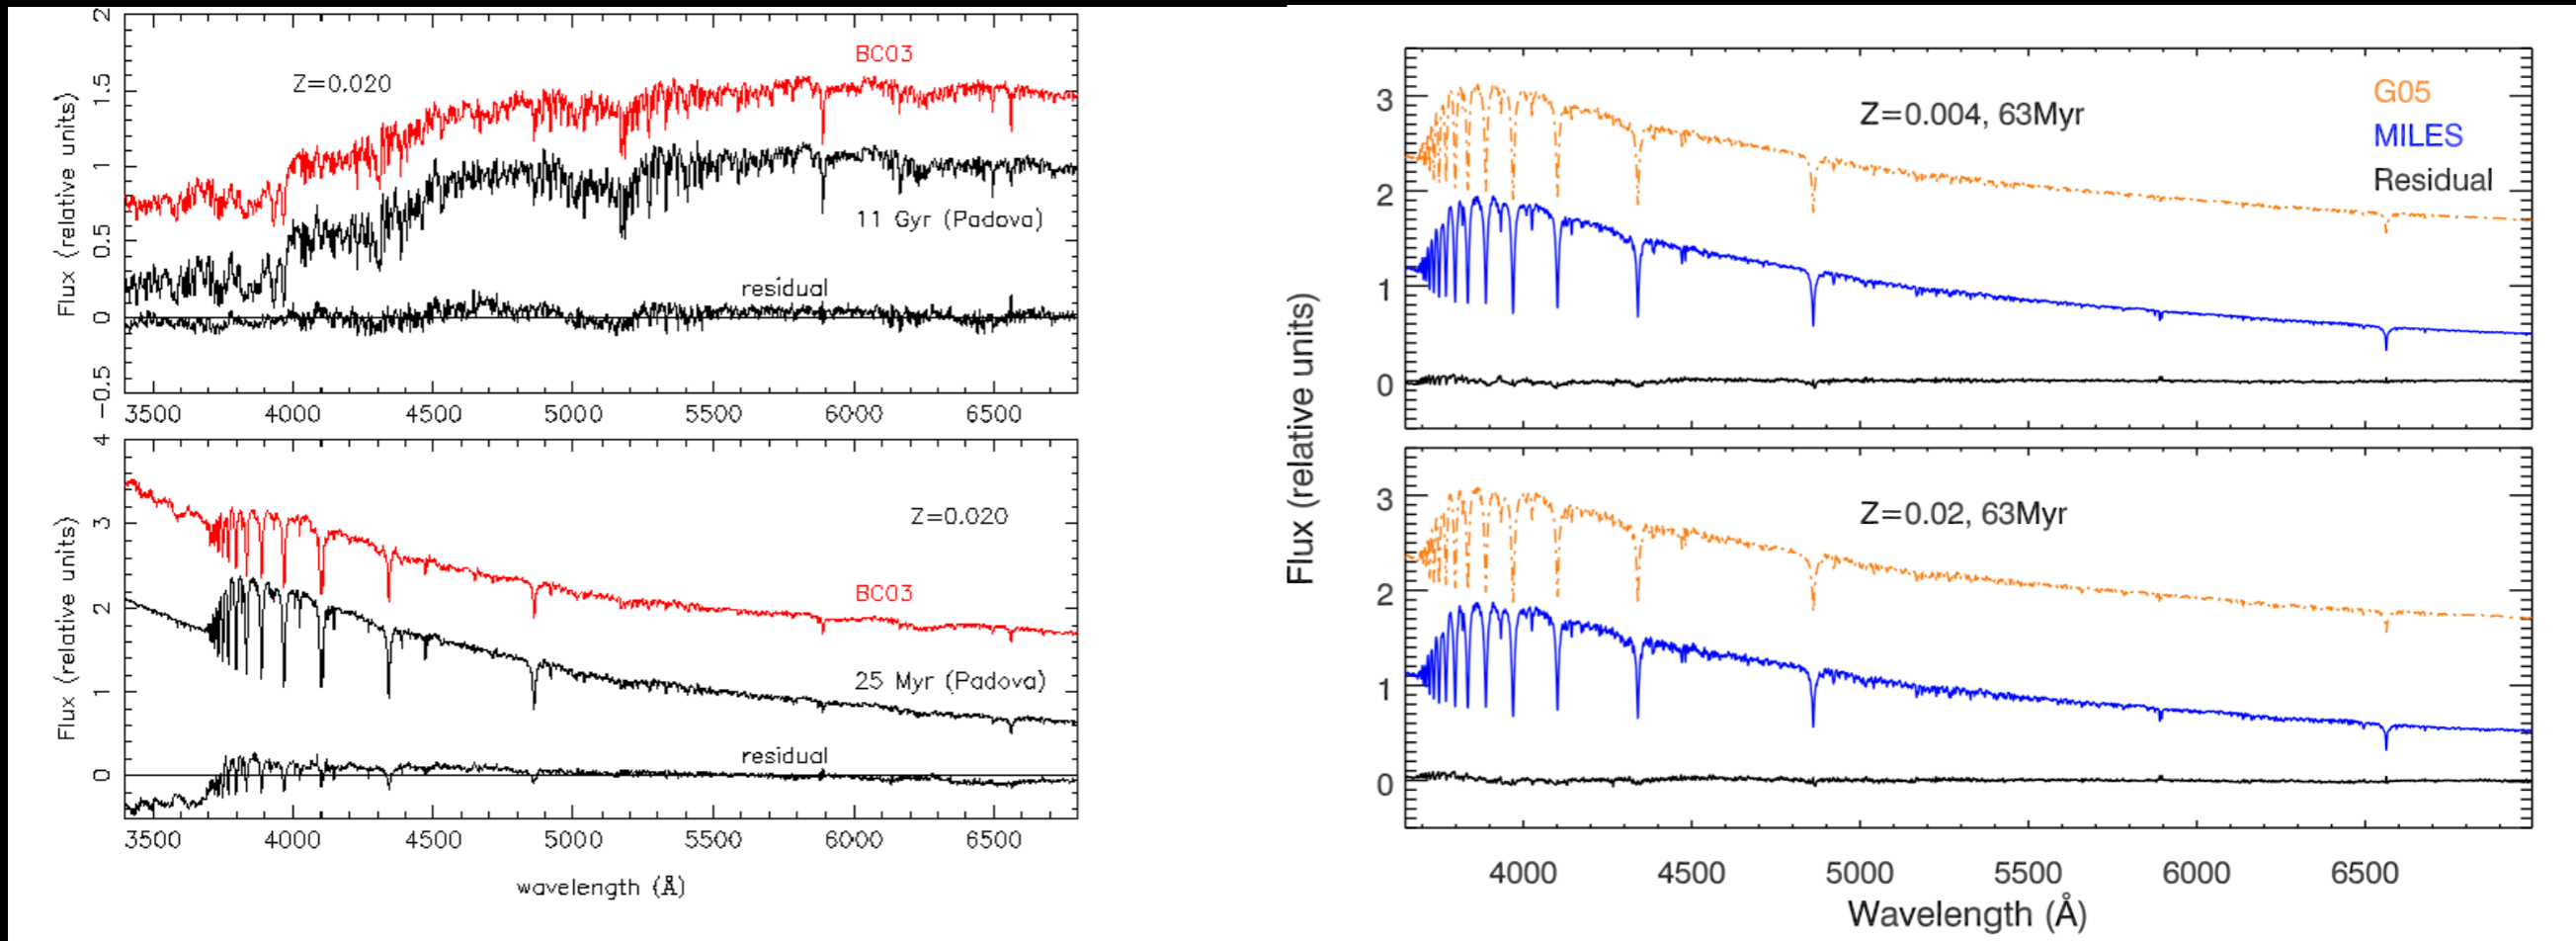 Flux (relative units)
2
1.5
1
0.5
0
−0.5
BC03
Z=0.020
11 Gyr (Padova)
residual
3500 4000 4500 5000 5500 6000 6500
Flux (relative units)
4
3
2
1
0
Z=0.020
BC03
25 Myr (Padova)
residual
3500 4000 4500 5000 5500 6000 6500
wavelength (Å)
Flux (relative units)
3
2
1
0
Z=0.004, 63Myr
G05
MILES
Residual
3
2
1
0
Z=0.02, 63Myr
4000 4500 5000 5500 6000 6500
Wavelength (Å)